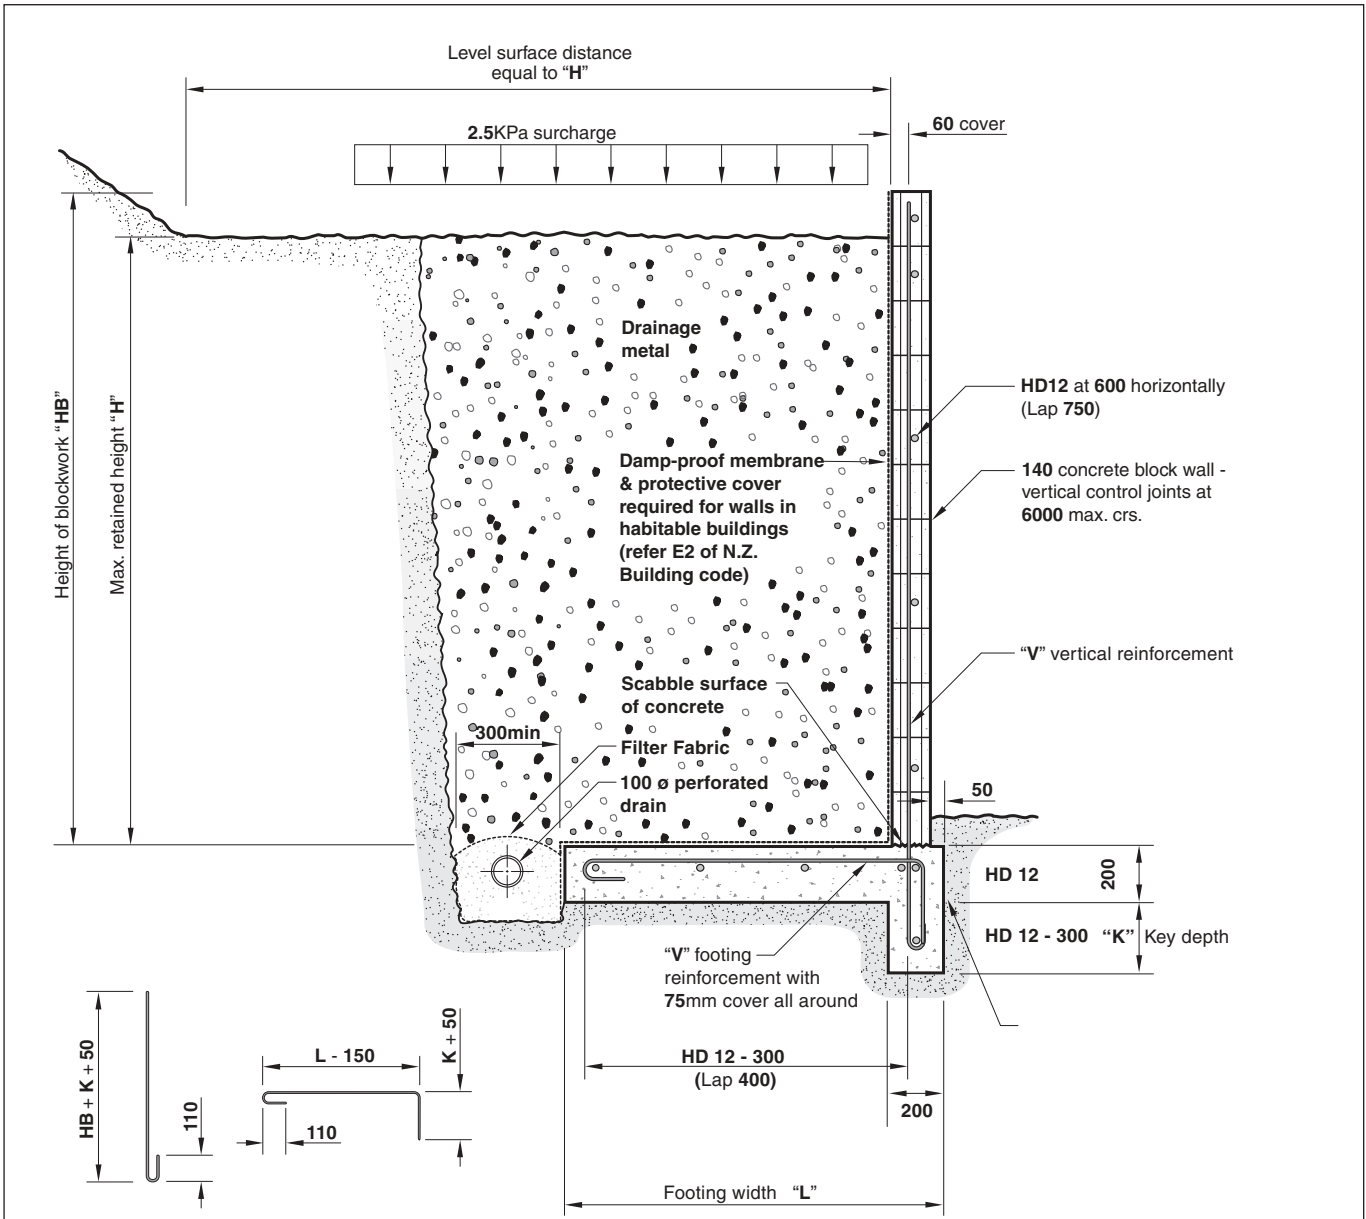 Level surface distance
equal to “H”
2.5KPa surcharge
60 cover
Drainage
metal
HD12 at 600 horizontally
(Lap 750)
Damp-proof membrane
& protective cover
required for walls in
habitable buildings
(refer E2 of N.Z.
Building code)
140 concrete block wall -
vertical control joints at
6000 max. crs.
Height of blockwork “HB”
Max. retained height “H”
“V” vertical reinforcement
Scabble surface
of concrete
300min
Filter Fabric
100 ø perforated
drain
50
HD 12
200
HD 12 - 300 “K” Key depth
“V” footing
reinforcement with
75mm cover all around
HD 12 - 300
(Lap 400)
200
HB + K + 50
110
L - 150
K + 50
110
Footing width “L”